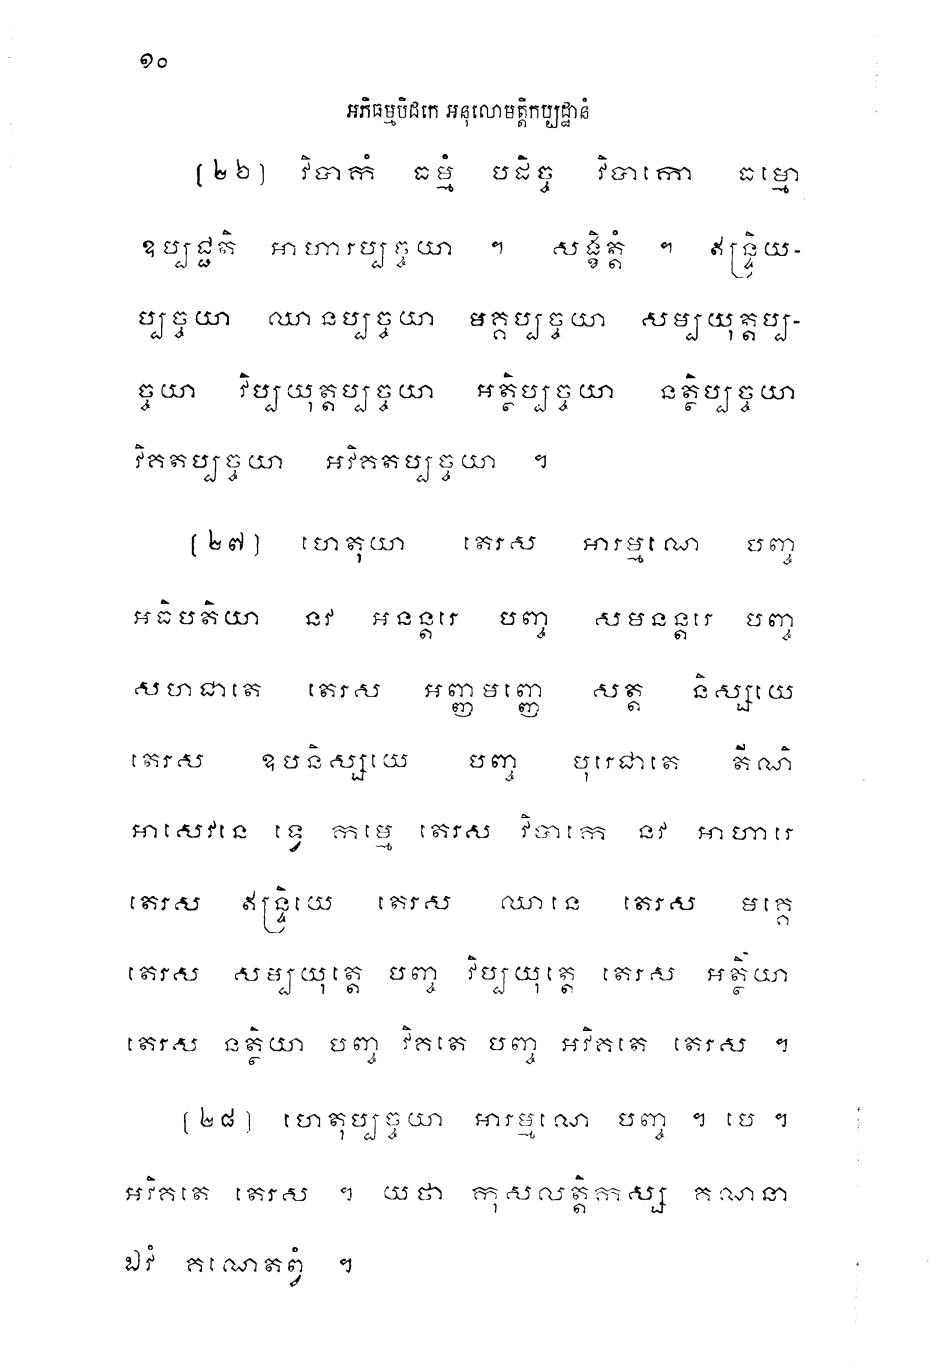 ១០
អភិធម្មបិដកេ អនុលោមត្តិកប្បដ្ឋានំ
(២៦) វិបាកំ ធម្មំ បដិច្ច វិបាកោ ធម្មោ
ឧប្បជ្ជតិ អាហារប្បច្ចយា ។ សង្ខិត្តំ ។ ឥន្ទ្រិយ-
ប្បច្ចយា ឈានប្បច្ចយា មគ្គប្បច្ចយា សម្បយុត្តប្ប-
ច្ចយា វិប្បយុត្តប្បច្ចយា អត្ថិប្បច្ចយា នត្ថិប្បច្ចយា
វិគតប្បច្ចយា អវិគតប្បច្ចយា ។
(២៧) ហេតុយា តេរស អារម្មណេ បញ្ច
អធិបតិយា នវ អនន្តរេ បញ្ច សមនន្តរេ បញ្ច
សហជាតេ តេរស អញ្ញមញ្ញេ សត្ត និស្សយេ
តេរស ឧបនិស្សយេ បញ្ច បុរេជាតេ តីណិ
អាសេវនេ ទ្វេ កម្មេ តេរស វិបាកេ នវ អាហារេ
តេរស ឥន្ទ្រិយេ តេរស ឈានេ តេរស មគ្គេ
តេរស សម្បយុត្តេ បញ្ច វិប្បយុត្តេ តេរស អត្ថិយា
តេរស នត្ថិយា បញ្ច វិគតេ បញ្ច អវិគតេ តេរស ។
(២៨) ហេតុប្បច្ចយា អារម្មណេ បញ្ច ។ បេ ។
អវិគតេ តេរស ។ យថា កុសលត្តិកស្ស គណនា
ឯវំ គណេតព្វំ ។